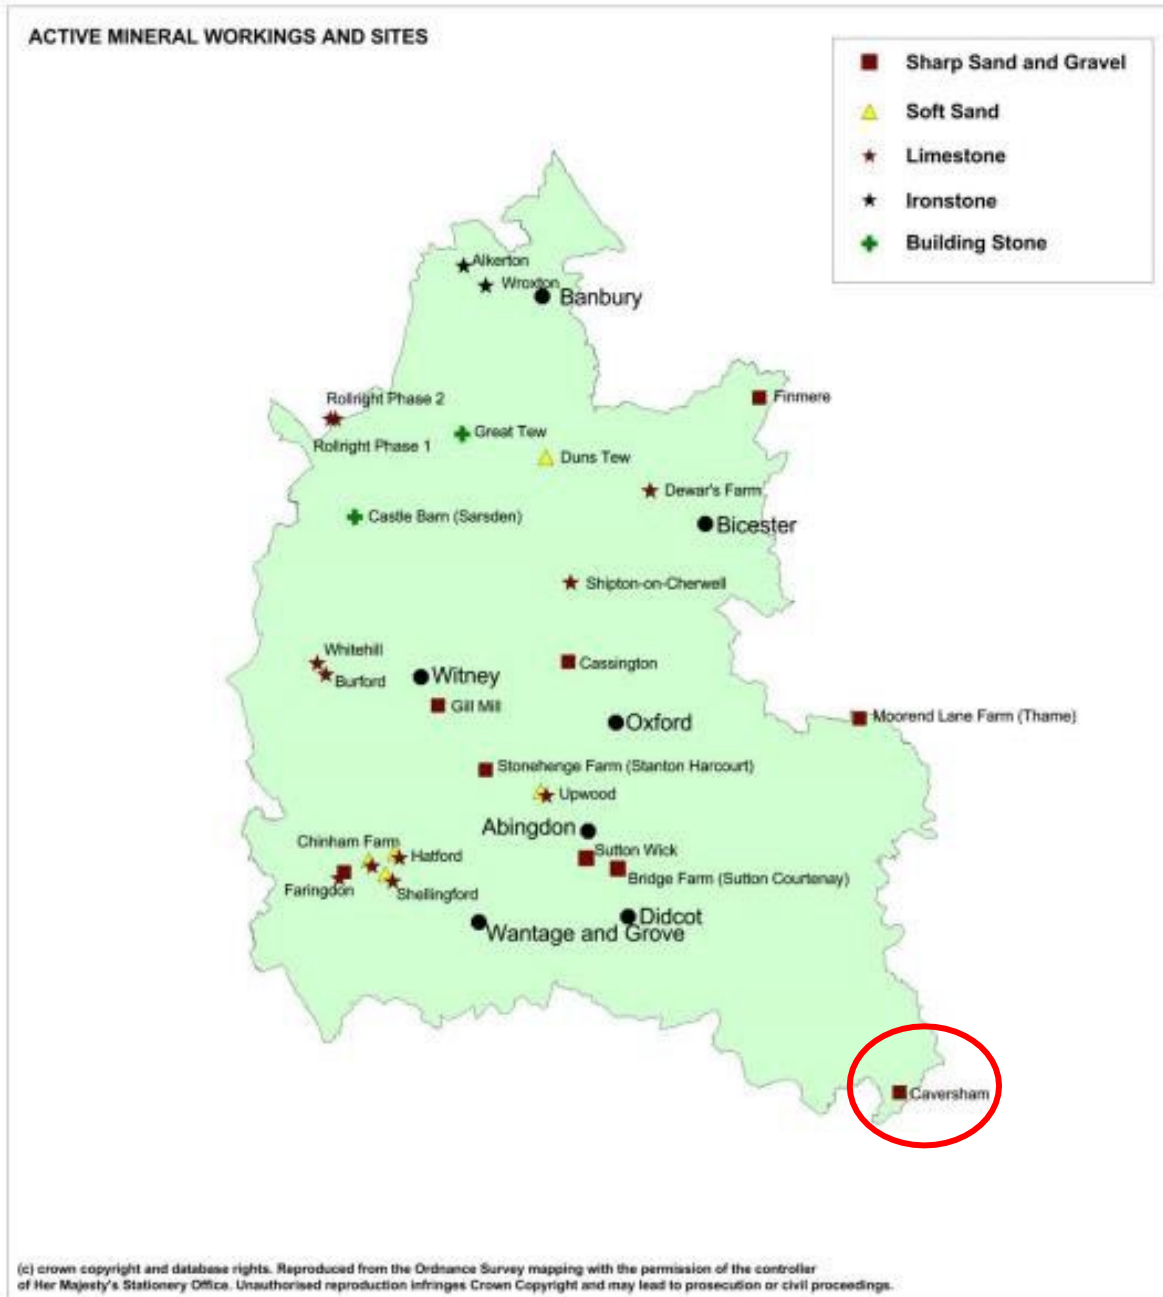 ACTIVE MINERAL WORKINGS AND SITES
Sharp Sand and Gravel
Soft Sand
Limestone
Ironstone
Building Stone
Alkerton
Wroxton
Banbury
Rollright Phase 2
Finmere
Rollright Phase 1
Great Tew
Duns Tew
Dewar's Farm
Castle Barn (Sarsden)
Bicester
Shipton-on-Cherwell
Whitehill
Cassington
Burford
Witney
Gill Mill
Oxford
Moorend Lane Farm (Thame)
Stonehenge Farm (Stanton Harcourt)
Upwood
Abingdon
Chinham Farm
Hatford
Sutton Wick
Bridge Farm (Sutton Courtenay)
Faringdon
Shellingford
Didcot
Wantage and Grove
Caversham
(c) crown copyright and database rights. Reproduced from the Ordnance Survey mapping with the permission of the controller
of Her Majesty's Stationery Office. Unauthorised reproduction infringes Crown Copyright and may lead to prosecution or civil proceedings.